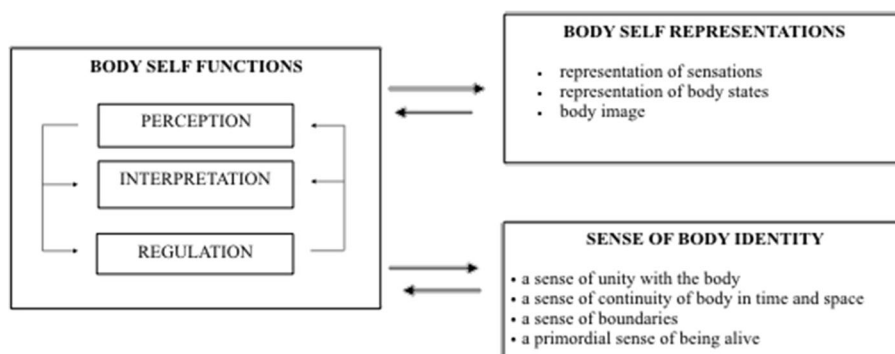 BODY SELF FUNCTIONS
PERCEPTION
INTERPRETATION
REGULATION
BODY SELF REPRESENTATIONS
• representation of sensations
• representation of body states
• body image
SENSE OF BODY IDENTITY
• a sense of unity with the body
• a sense of continuity of body in time and space
• a sense of boundaries
• a primordial sense of being alive